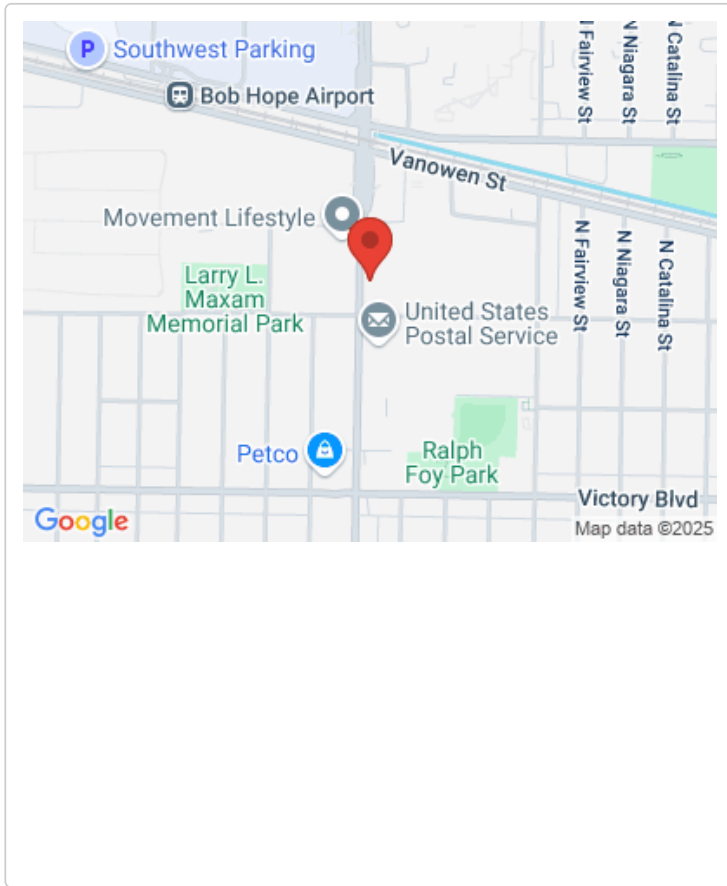 P Southwest Parking
Bob Hope Airport
N Fairview St
N Niagara St
N Catalina St
Vanowen St
Movement Lifestyle
Larry L.
Maxam
Memorial Park
United States
Postal Service
N Fairview St
N Niagara St
N Catalina St
Petco
Ralph
Foy Park
Victory Blvd
Google
Map data ©2025